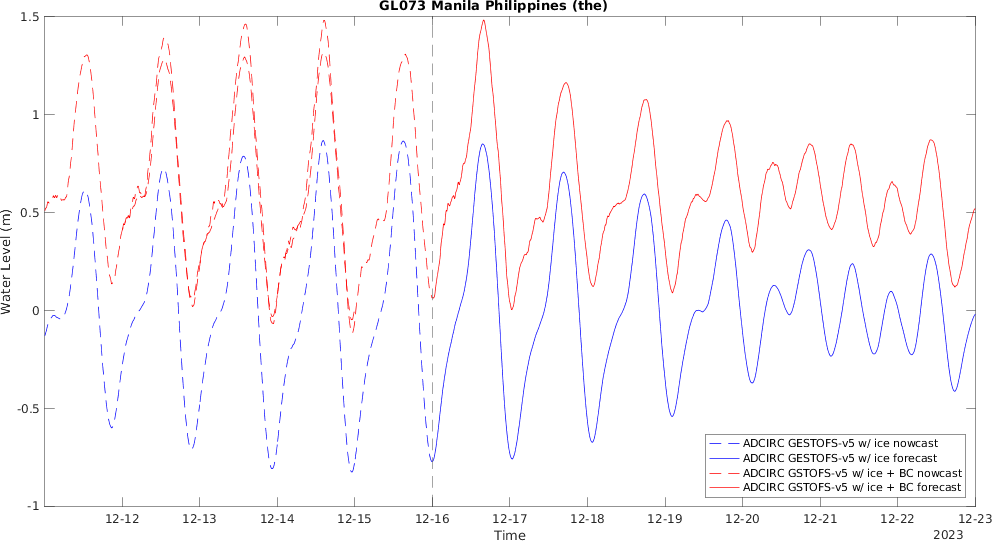 GL073 Manila Philippines (the)
1.5
1
0.5
0
-0.5
-1
Water Level (m)
12-12 12-13 12-14 12-15 12-16 12-17 12-18 12-19 12-20 12-21 12-22 12-23
Time
2023
ADCIRC GESTOFS-v5 w/ ice nowcast
ADCIRC GESTOFS-v5 w/ ice forecast
ADCIRC GSTOFS-v5 w/ ice + BC nowcast
ADCIRC GSTOFS-v5 w/ ice + BC forecast